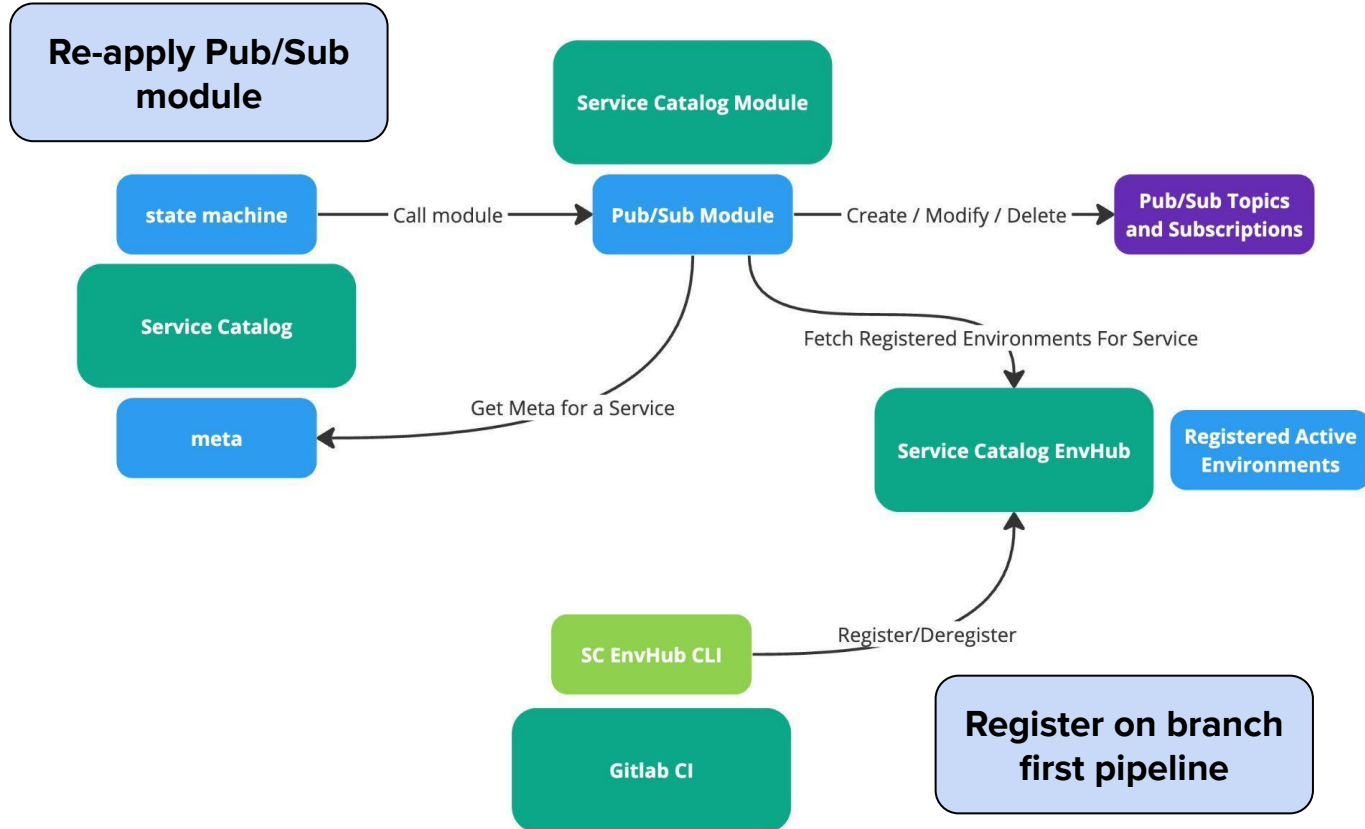 Re-apply Pub/Sub
module
Service Catalog Module
state machine
Call module
Pub/Sub Module
Create / Modify / Delete
Pub/Sub Topics
and Subscriptions
Service Catalog
Fetch Registered Environments For Service
Get Meta for a Service
meta
Service Catalog EnvHub
Registered Active
Environments
Register/Deregister
SC EnvHub CLI
Gitlab CI
Register on branch
first pipeline